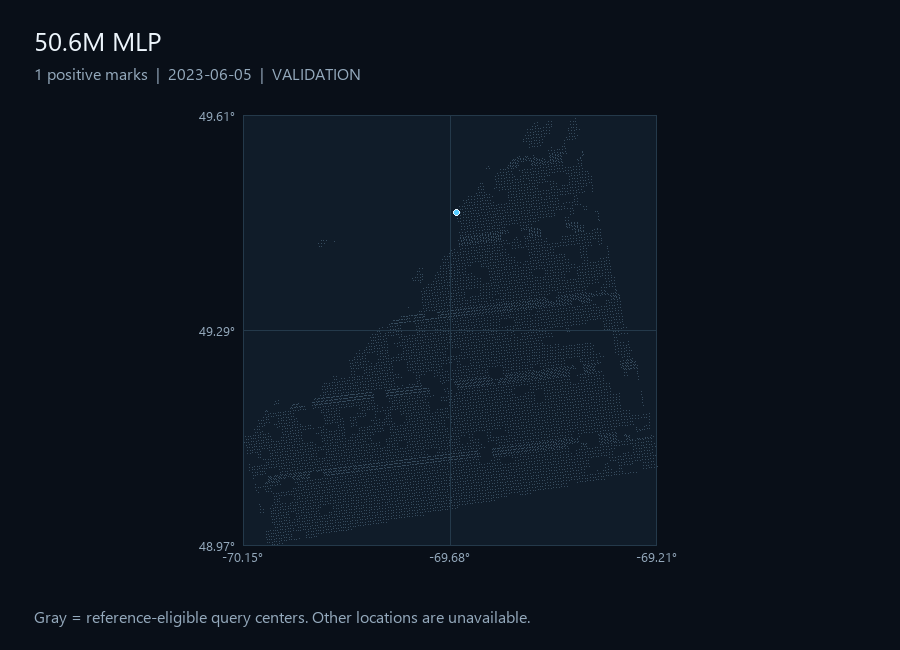 50.6M MLP
1 positive marks | 2023-06-05 | VALIDATION
49.61°
49.29°
48.97°
-70.15°
-69.68°
-69.21°
Gray = reference-eligible query centers. Other locations are unavailable.